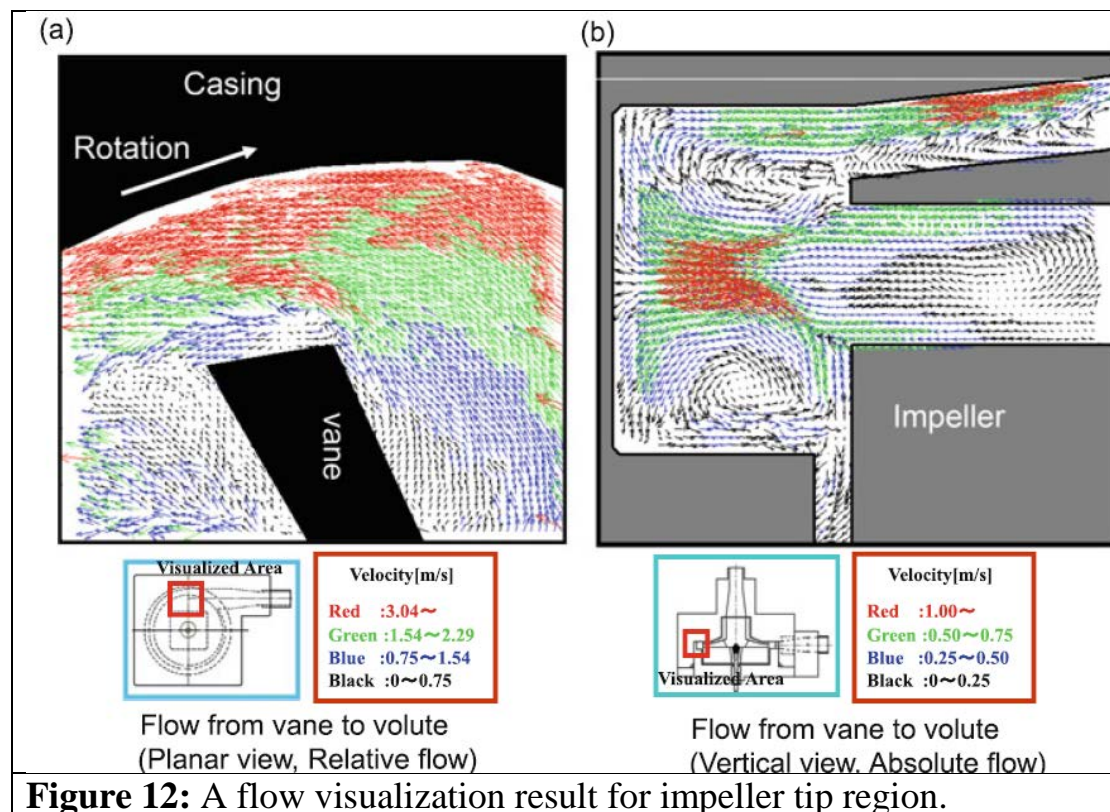 (a)
Casing
Rotation
vane
Visualized Area
Velocity[m/s]
Red :3.04~
Green :1.54~2.29
Blue :0.75~1.54
Black :0~0.75
Flow from vane to volute
(Planar view, Relative flow)
(b)
Impeller
Visualized Area
Velocity[m/s]
Red :1.00~
Green :0.50~0.75
Blue :0.25~0.50
Black :0~0.25
Flow from vane to volute
(Vertical view, Absolute flow)
Figure 12: A flow visualization result for impeller tip region.